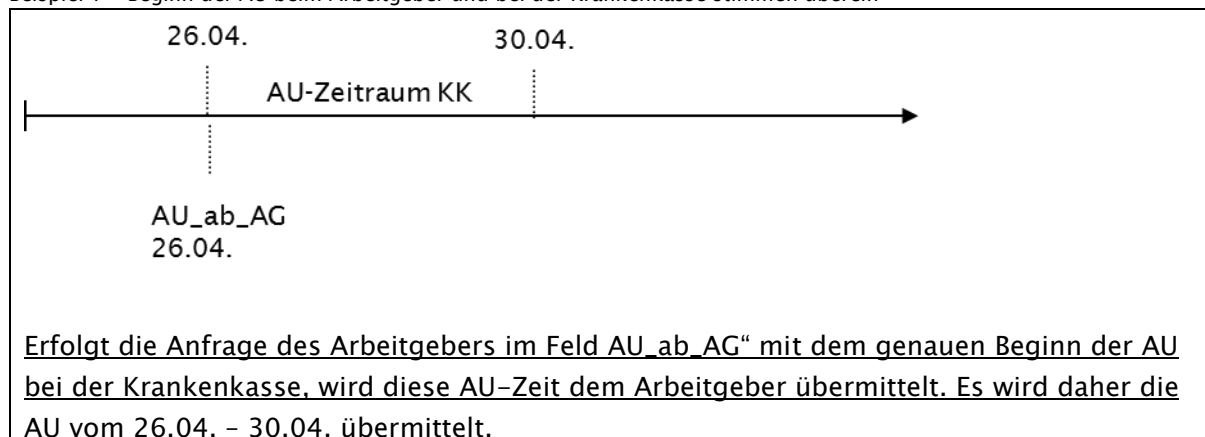 26.04.
30.04.
AU-Zeitraum KK
AU_ab_AG
26.04.
Erfolgt die Anfrage des Arbeitgebers im Feld AU_ab_AG“ mit dem genauen Beginn der AU
bei der Krankenkasse, wird diese AU-Zeit dem Arbeitgeber übermittelt. Es wird daher die
AU vom 26.04. – 30.04. übermittelt.